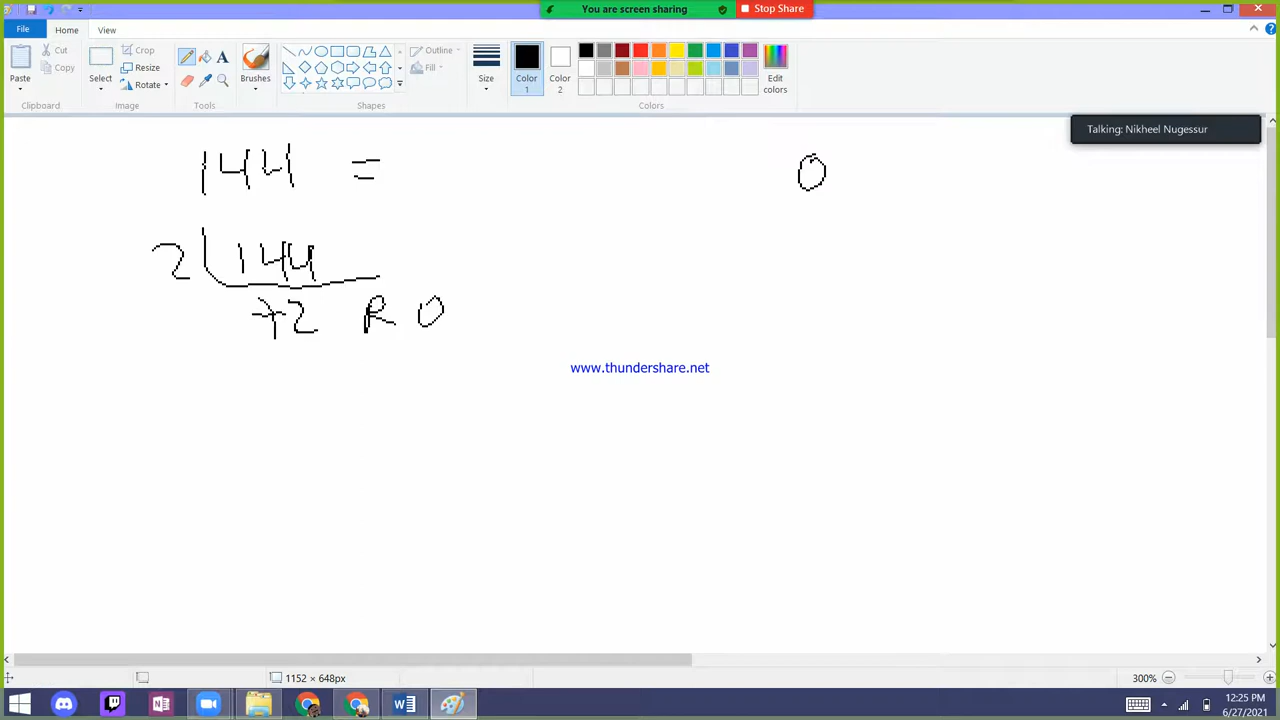 You are screen sharing Stop Share
File Home View
Cut
Crop
Outline
Copy
Resize
Fill
Paste Select Rotate Brushes Size Color 1 Color 2 Edit colors
Clipboard Image Tools Shapes Colors
Talking: Nikheel Nugessur
144 = 0
2 144
72 R 0
www.thundershare.net
1152 × 648px 300%
12:25 PM
6/27/2021